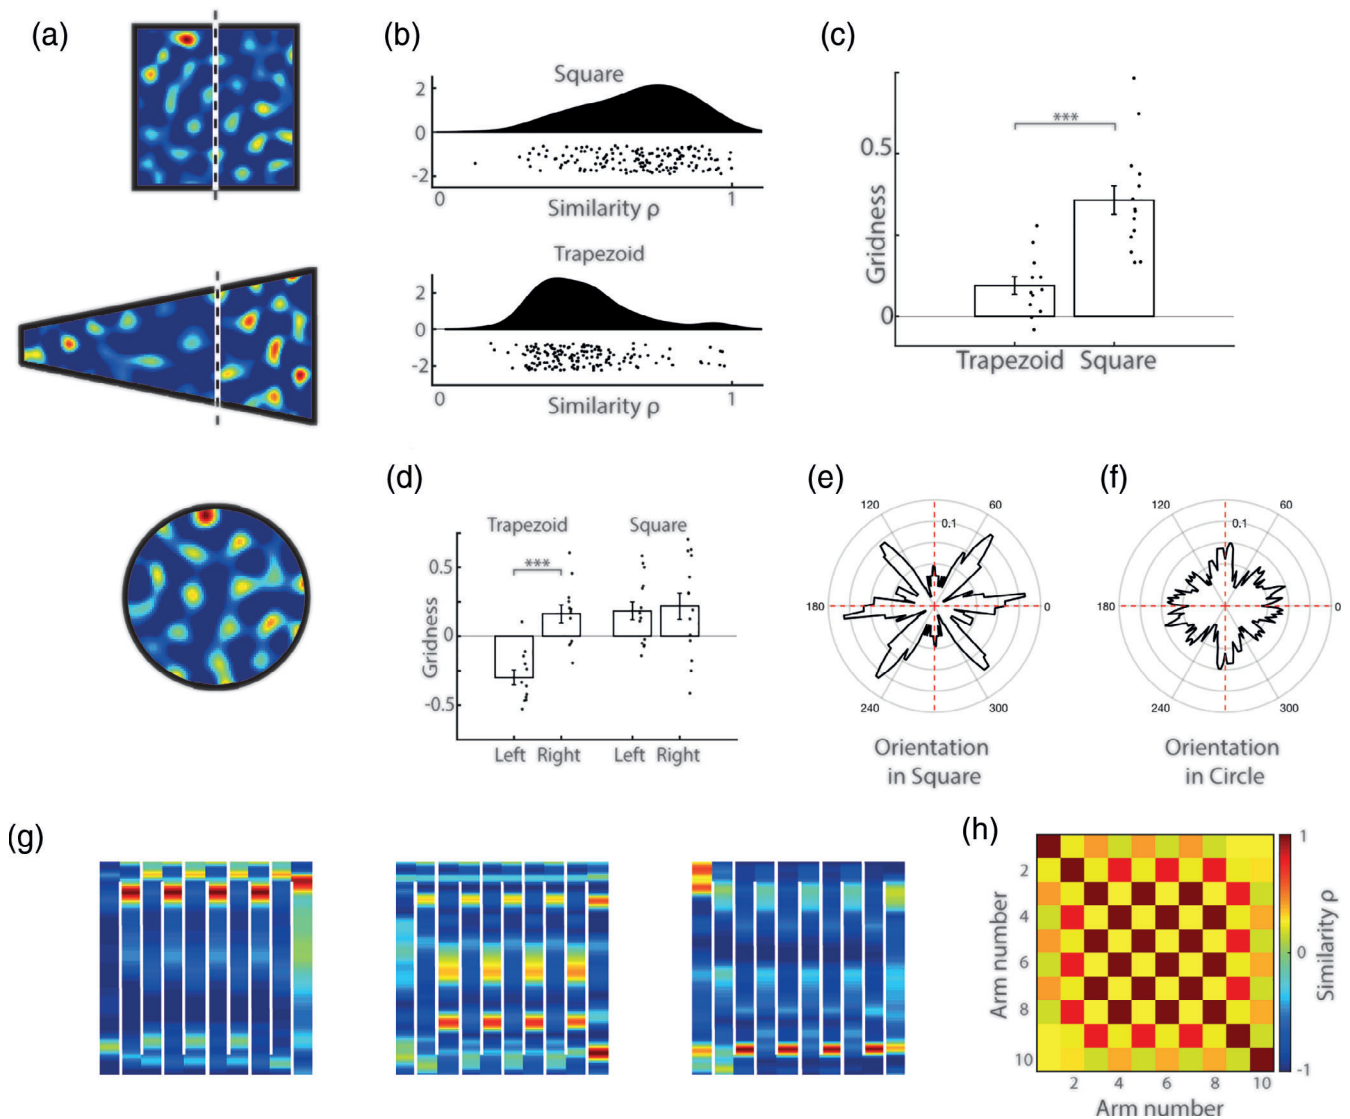 (a)
(b)
Square
2
0
-2
0
1
Similarity ρ
Trapezoid
2
0
-2
0
1
Similarity ρ
(c)
***
0.5
0
Gridness
Trapezoid
Square
(d)
Trapezoid
Square
***
0.5
0
-0.5
Gridness
Left
Right
Left
Right
(e)
120
60
0.1
180
0
240
300
Orientation
in Square
(f)
120
60
0.1
180
0
240
300
Orientation
in Circle
(g)
(h)
2
4
6
8
10
Arm number
2
4
6
8
10
Arm number
1
0
-1
Similarity ρ